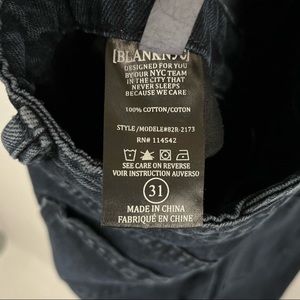 [BLANKNYC]
DESIGNED FOR YOU
BY OUR NYC TEAM
IN THE CITY THAT
NEVER SLEEPS
BECAUSE WE CARE
100% COTTON/COTON
STYLE/MODELE#82R-2173
RN# 114542
SEE CARE ON REVERSE
VOIR INSTRUCTION AUVERSO
31
MADE IN CHINA
FABRIQUÉ EN CHINE